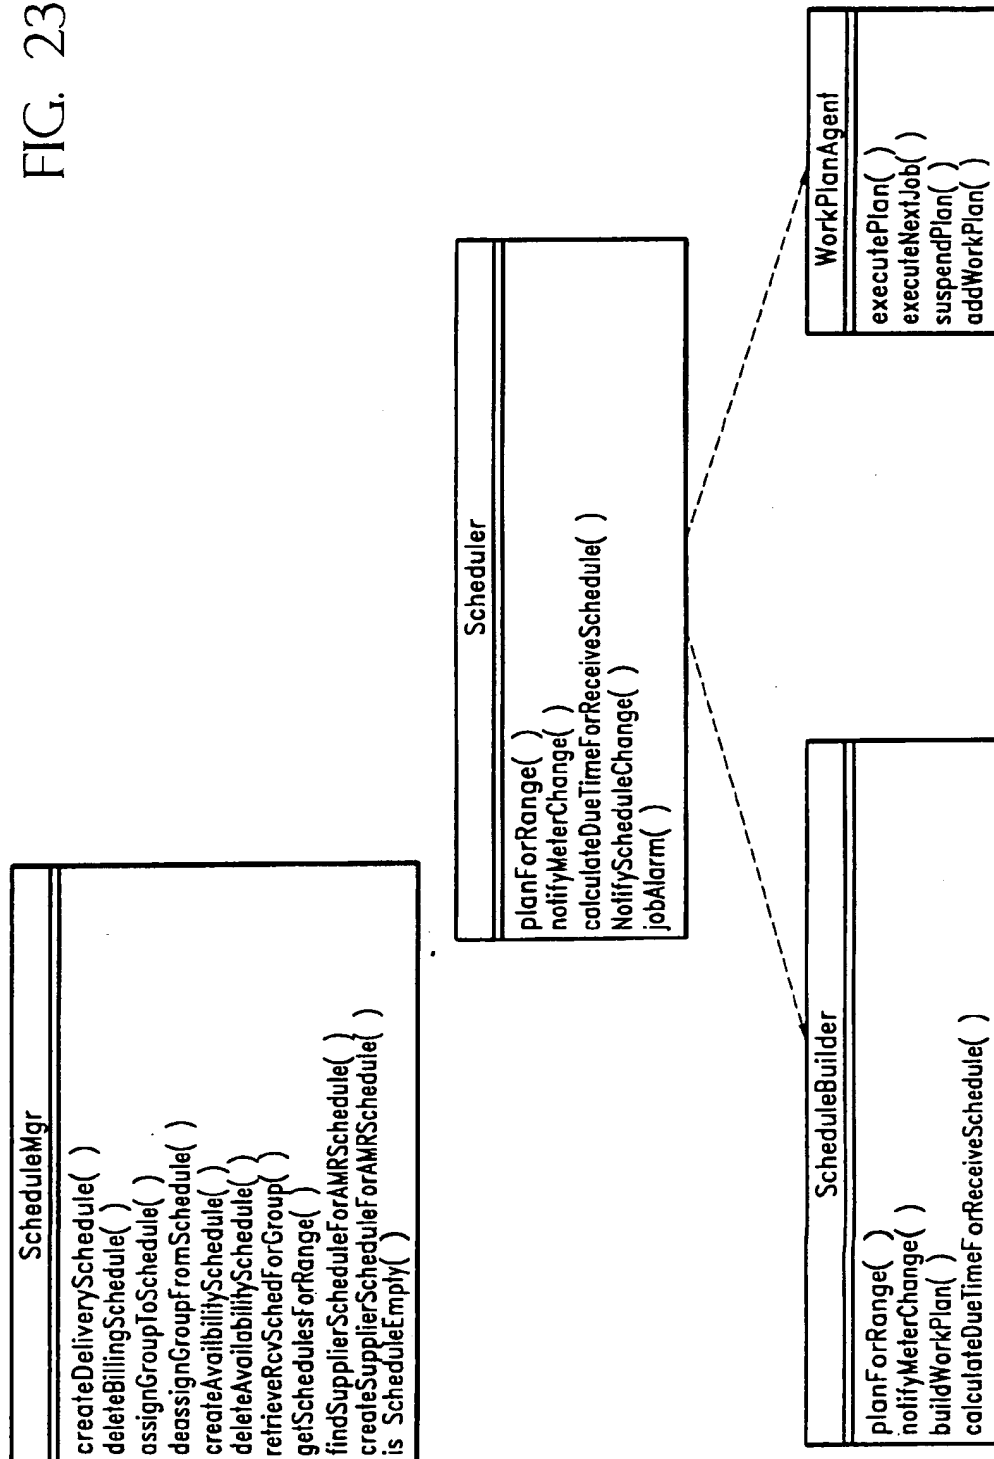 FIG. 23
ScheduleMgr
createDeliverySchedule( )
deleteBillingSchedule( )
assignGroupToSchedule( )
deassignGroupFromSchedule( )
createAvailbilitySchedule( )
deleteAvailabilitySchedule( )
retrieveRcvSchedForGroup( )
getSchedulesForRange( )
findSupplierScheduleForAMRSchedule( )
createSupplierScheduleForAMRSchedule( )
is ScheduleEmpty( )
Scheduler
planForRange( )
notifyMeterChange( )
calculateDueTimeForReceiveSchedule( )
NotifyScheduleChange( )
jobAlarm( )
ScheduleBuilder
planForRange( )
notifyMeterChange( )
buildWorkPlan( )
calculateDueTimeForReceiveSchedule( )
WorkPlanAgent
executePlan( )
executeNextJob( )
suspendPlan( )
addWorkPlan( )